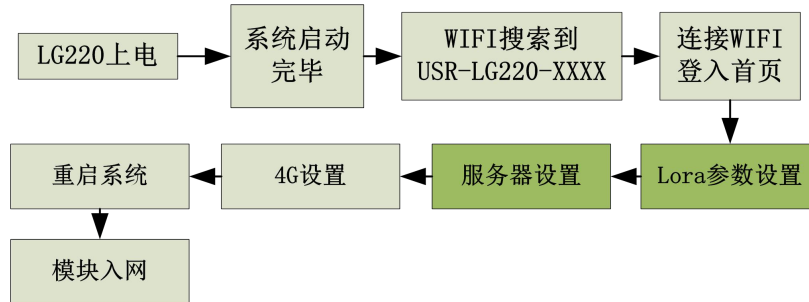 LG220上电
系统启动
完毕
WIFI搜索到
USR-LG220-XXXX
连接WIFI
登入首页
Lora参数设置
服务器设置
4G设置
重启系统
模块入网